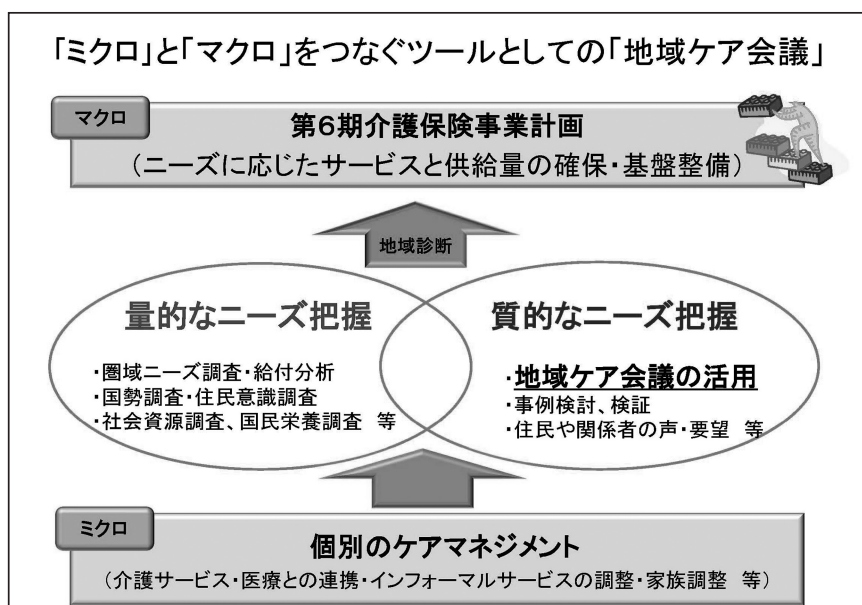 「ミクロ」と「マクロ」をつなぐツールとしての「地域ケア会議」
マクロ
第6期介護保険事業計画
（ニーズに応じたサービスと供給量の確保・基盤整備）
地域診断
量的なニーズ把握
・圏域ニーズ調査・給付分析
・国勢調査・住民意識調査
・社会資源調査、国民栄養調査 等
質的なニーズ把握
・地域ケア会議の活用
・事例検討、検証
・住民や関係者の声・要望 等
ミクロ
個別のケアマネジメント
（介護サービス・医療との連携・インフォーマルサービスの調整・家族調整 等）